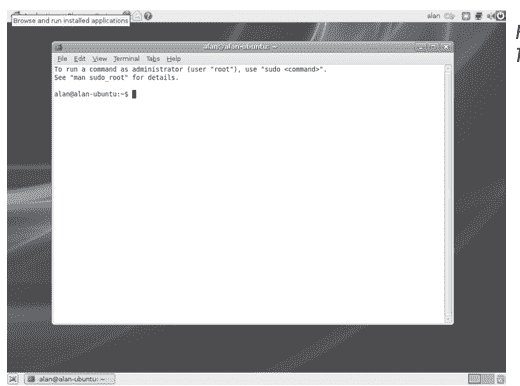 alan
Browse and run installed applications
alan@alan-ubuntu: ~
File Edit View Terminal Tabs Help
To run a command as administrator (user "root"), use "sudo <command>".
See "man sudo_root" for details.
alan@alan-ubuntu:~$
alan@alan-ubuntu: ~